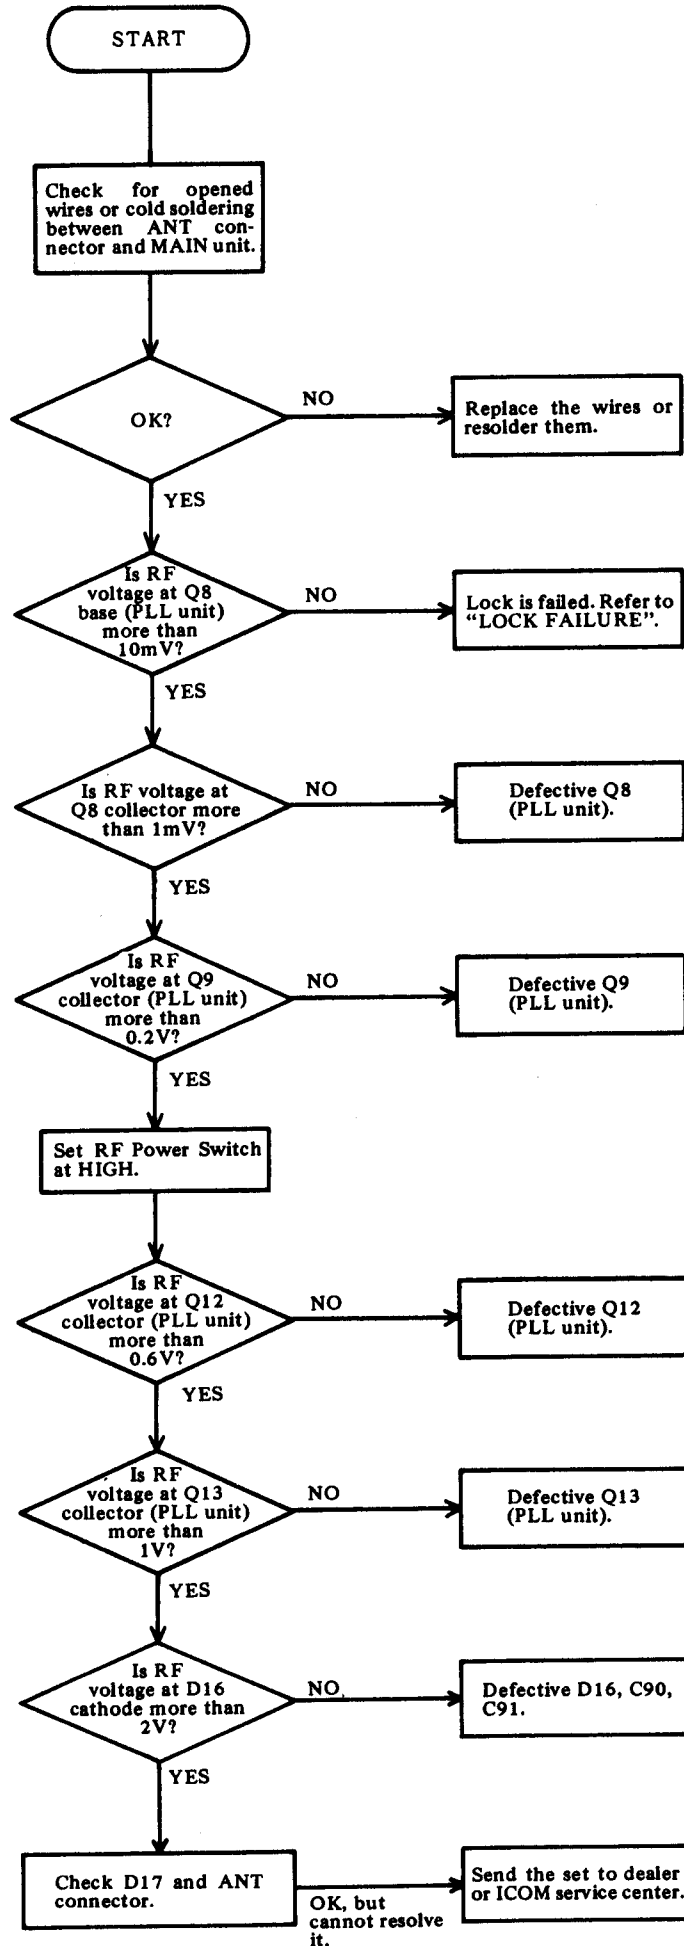 START
Check for opened
wires or cold soldering
between ANT con-
nector and MAIN unit.
OK?
NO
Replace the wires or
resolder them.
YES
Is RF
voltage at Q8
base (PLL unit)
more than
10mV?
NO
Lock is failed. Refer to
“LOCK FAILURE”.
YES
Is RF voltage at
Q8 collector more
than 1mV?
NO
Defective Q8
(PLL unit).
YES
Is RF
voltage at Q9
collector (PLL unit)
more than
0.2V?
NO
Defective Q9
(PLL unit).
YES
Set RF Power Switch
at HIGH.
Is RF
voltage at Q12
collector (PLL unit)
more than
0.6V?
NO
Defective Q12
(PLL unit).
YES
Is RF
voltage at Q13
collector (PLL unit)
more than
1V?
NO
Defective Q13
(PLL unit).
YES
Is RF
voltage at D16
cathode more than
2V?
NO
Defective D16, C90,
C91.
YES
Check D17 and ANT
connector.
OK, but
cannot resolve
it.
Send the set to dealer
or ICOM service center.